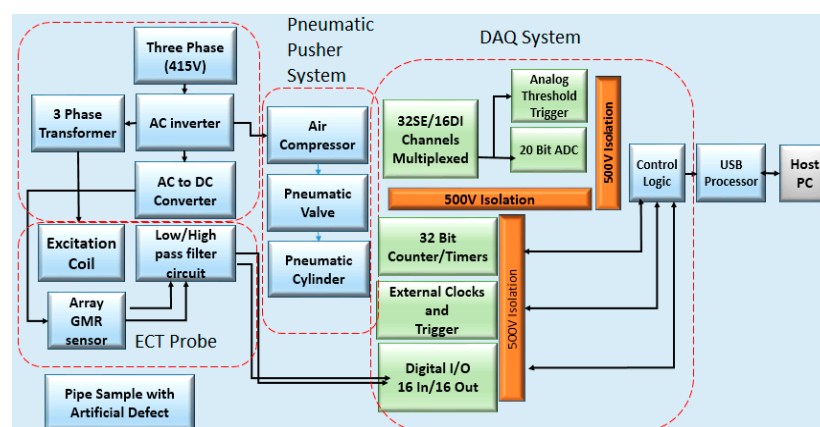 Pneumatic
Pusher
System
DAQ System
Three Phase
(415V)
3 Phase
Transformer
AC inverter
AC to DC
Converter
Air
Compressor
Pneumatic
Valve
Pneumatic
Cylinder
Excitation
Coil
Low/High
pass filter
circuit
Array
GMR
sensor
ECT Probe
Pipe Sample with
Artificial Defect
32SE/16DI
Channels
Multiplexed
Analog
Threshold
Trigger
20 Bit ADC
500V Isolation
500V Isolation
32 Bit
Counter/Timers
External Clocks
and
Trigger
Digital I/O
16 In/16 Out
500V Isolation
Control
Logic
USB
Processor
Host
PC